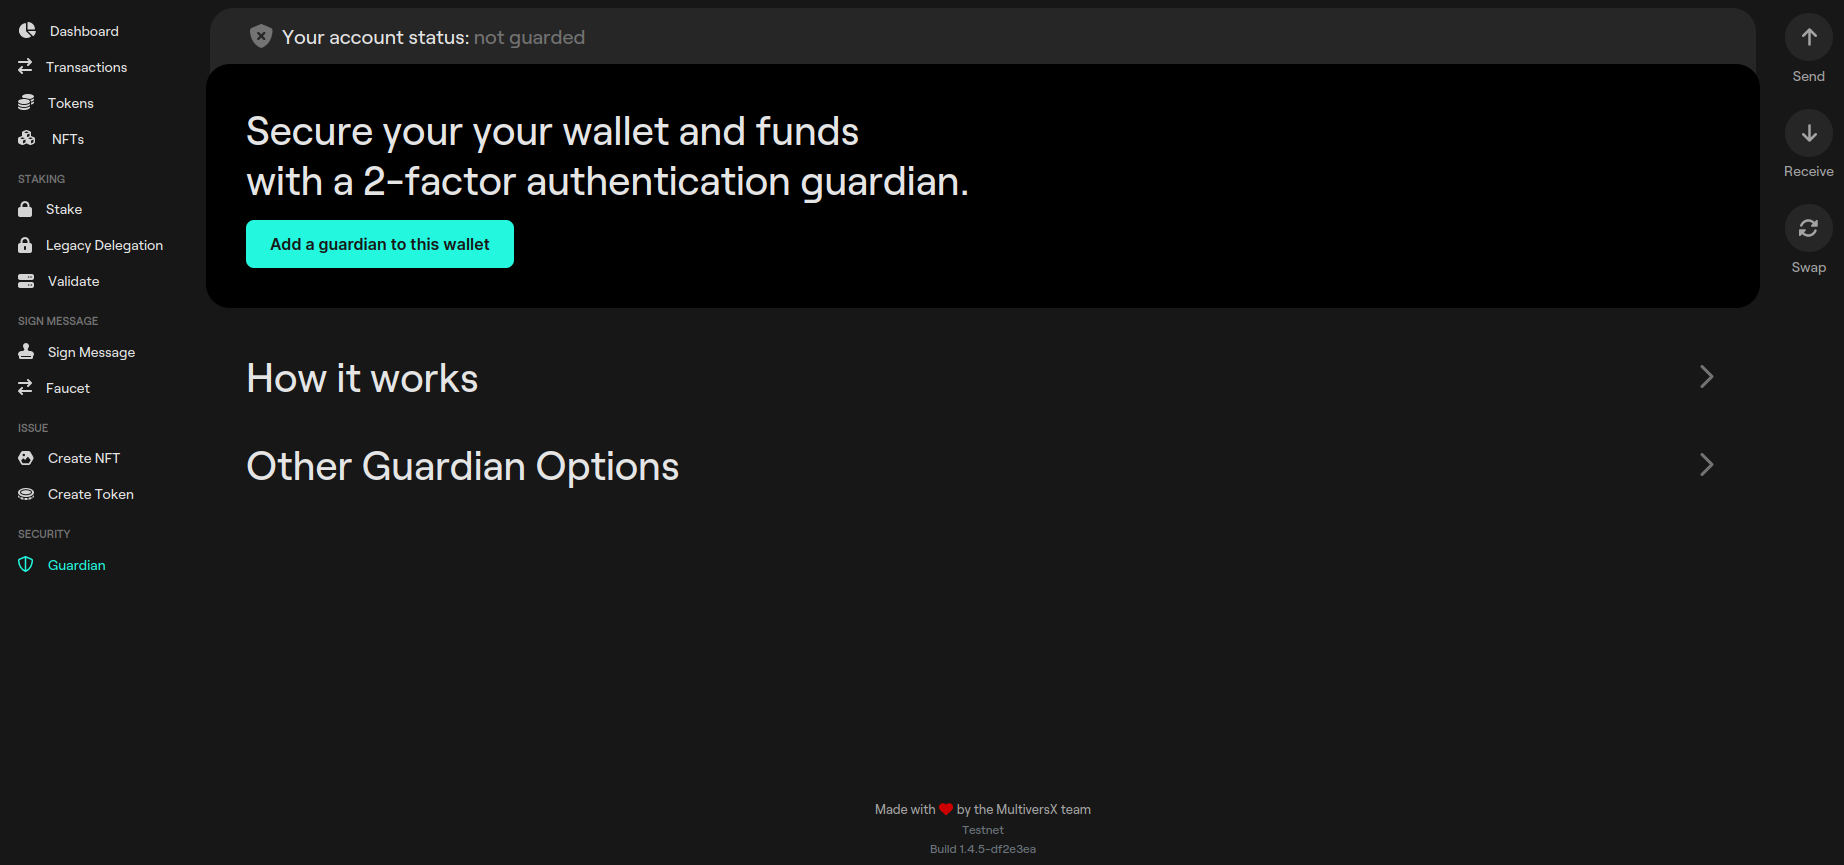 Dashboard
Transactions
Tokens
NFTs
STAKING
Stake
Legacy Delegation
Validate
SIGN MESSAGE
Sign Message
Faucet
ISSUE
Create NFT
Create Token
SECURITY
Guardian
Your account status: not guarded
Secure your your wallet and funds
with a 2-factor authentication guardian.
Add a guardian to this wallet
How it works
Other Guardian Options
Send
Receive
Swap
Made with ❤ by the MultiversX team
Testnet
Build 1.4.5-df2e3ea